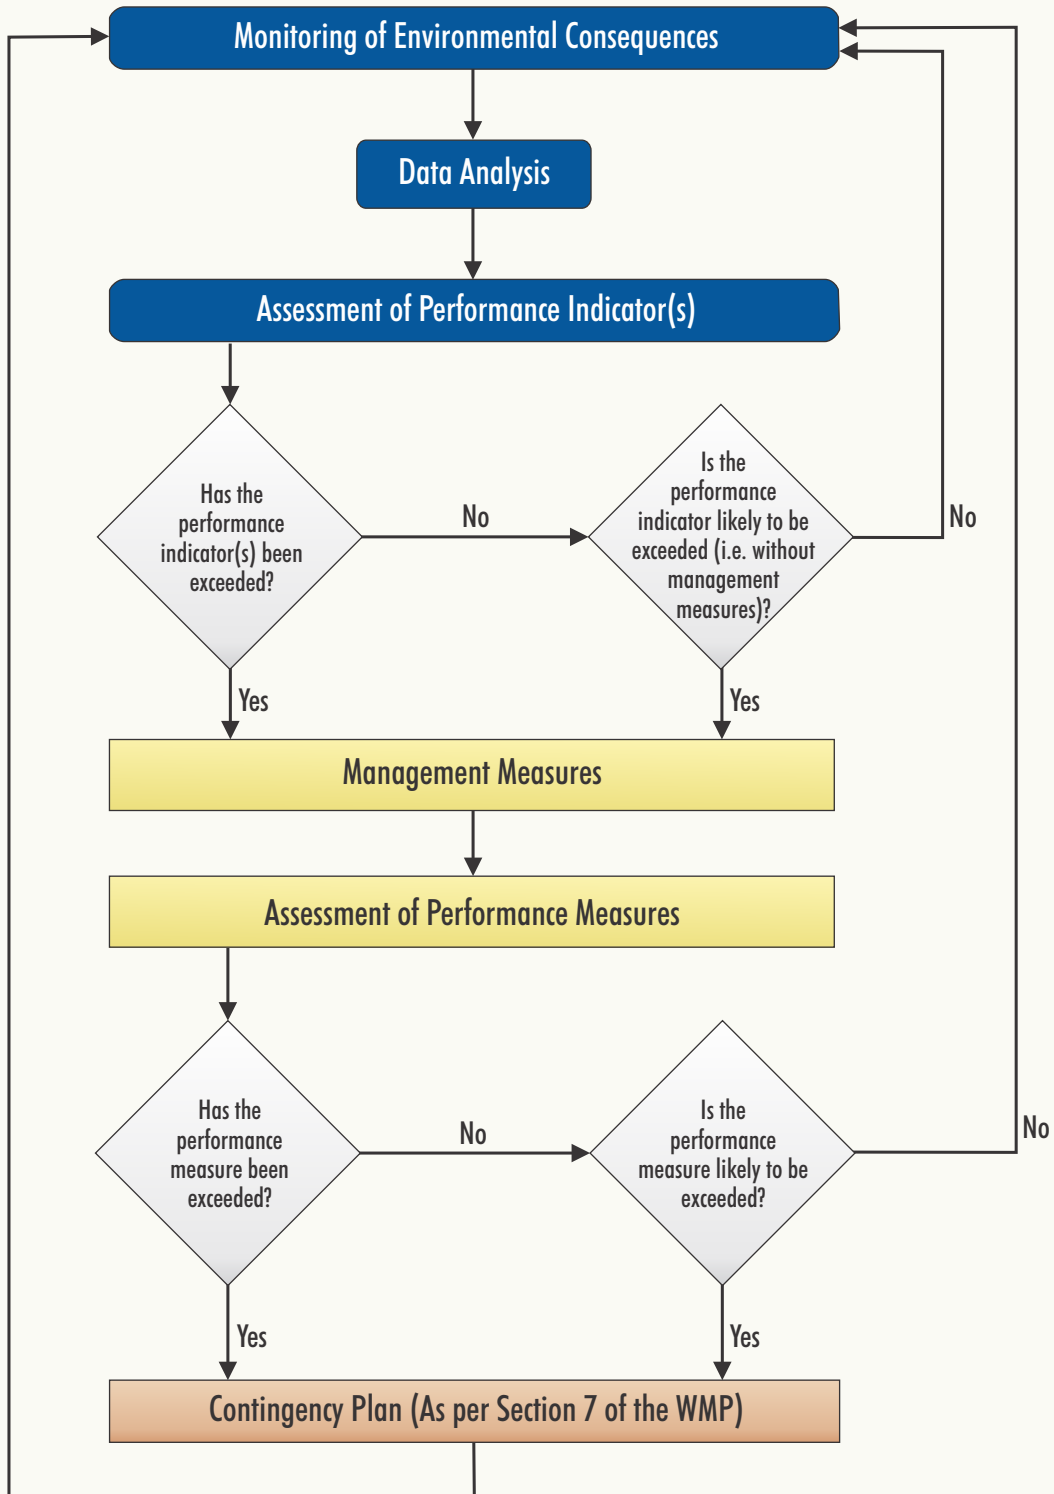 Monitoring of Environmental Consequences
Data Analysis
Assessment of Performance Indicator(s)
Has the
performance
indicator(s) been
exceeded?
No
Is the
performance
indicator likely to be
exceeded (i.e. without
management
measures)?
No
Yes
Yes
Management Measures
Assessment of Performance Measures
Has the
performance
measure been
exceeded?
No
Is the
performance
measure likely to be
exceeded?
No
Yes
Yes
Contingency Plan (As per Section 7 of the WMP)